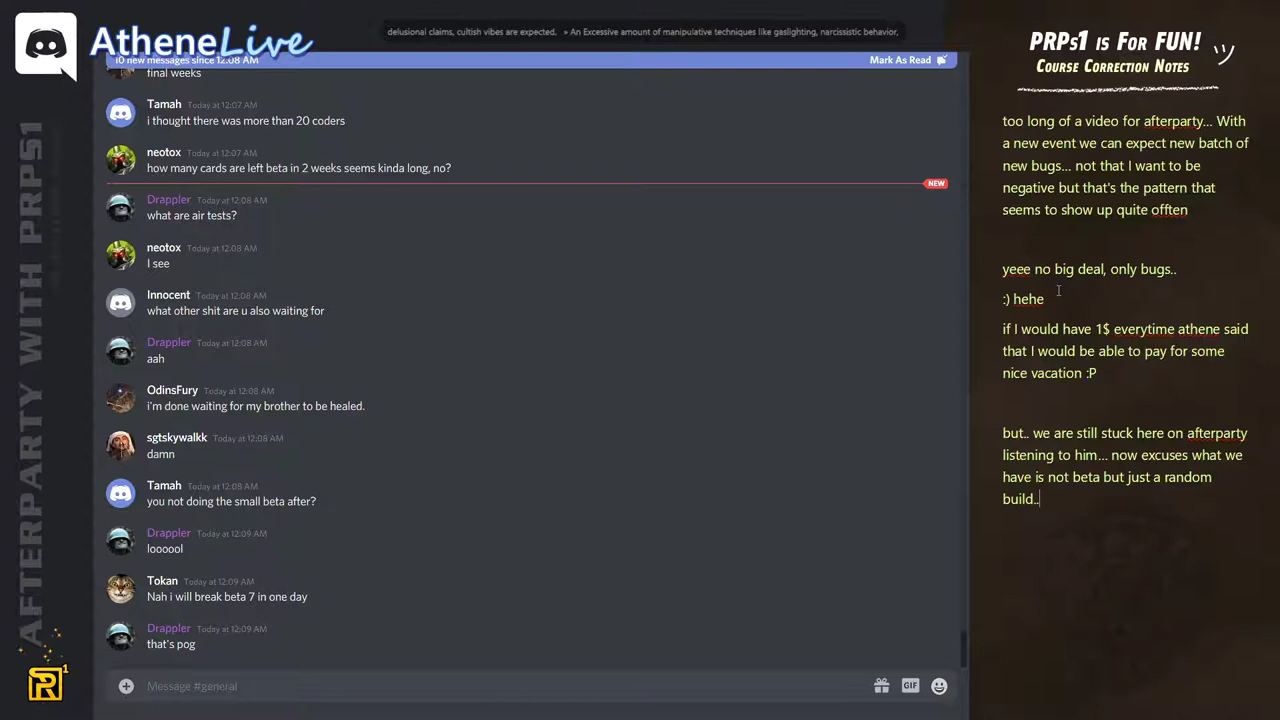 delusional claims, cultish vibes are expected. » An Excessive amount of manipulative techniques like gaslighting, narcissistic behavior,
AtheneLive
10 new messages since 12:08 AM
Mark As Read
final weeks
Tamah Today at 12:07 AM
i thought there was more than 20 coders
neotox Today at 12:07 AM
how many cards are left beta in 2 weeks seems kinda long, no?
NEW
Drappler Today at 12:08 AM
what are air tests?
neotox Today at 12:08 AM
I see
Innocent Today at 12:08 AM
what other shit are u also waiting for
Drappler Today at 12:08 AM
aah
OdinsFury Today at 12:08 AM
i'm done waiting for my brother to be healed.
sgtskywalkk Today at 12:08 AM
damn
Tamah Today at 12:08 AM
you not doing the small beta after?
Drappler Today at 12:09 AM
loooool
Tokan Today at 12:09 AM
Nah i will break beta 7 in one day
Drappler Today at 12:09 AM
that's pog
Message #general
GIF
AFTERPARTY WITH PRPS1
R1
PRPs1 is For FUN! ツ
Course Correction Notes
too long of a video for afterparty... With
a new event we can expect new batch of
new bugs... not that I want to be
negative but that's the pattern that
seems to show up quite offten
yeee no big deal, only bugs..
:) hehe
if I would have 1$ everytime athene said
that I would be able to pay for some
nice vacation :P
but.. we are still stuck here on afterparty
listening to him... now excuses what we
have is not beta but just a random
build..